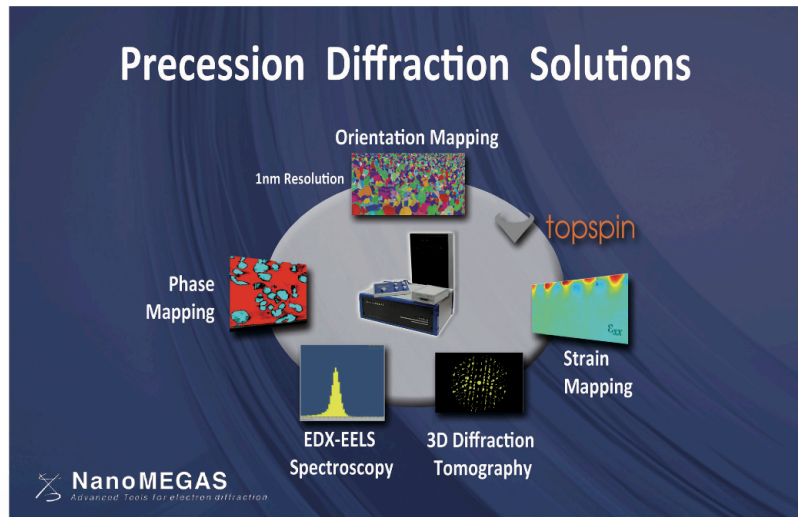 Precession Diffraction Solutions
Orientation Mapping
1nm Resolution
topspin
Phase
Mapping
εxx
Strain
Mapping
EDX-EELS
Spectroscopy
3D Diffraction
Tomography
NanoMEGAS
Advanced Tools for electron diffraction